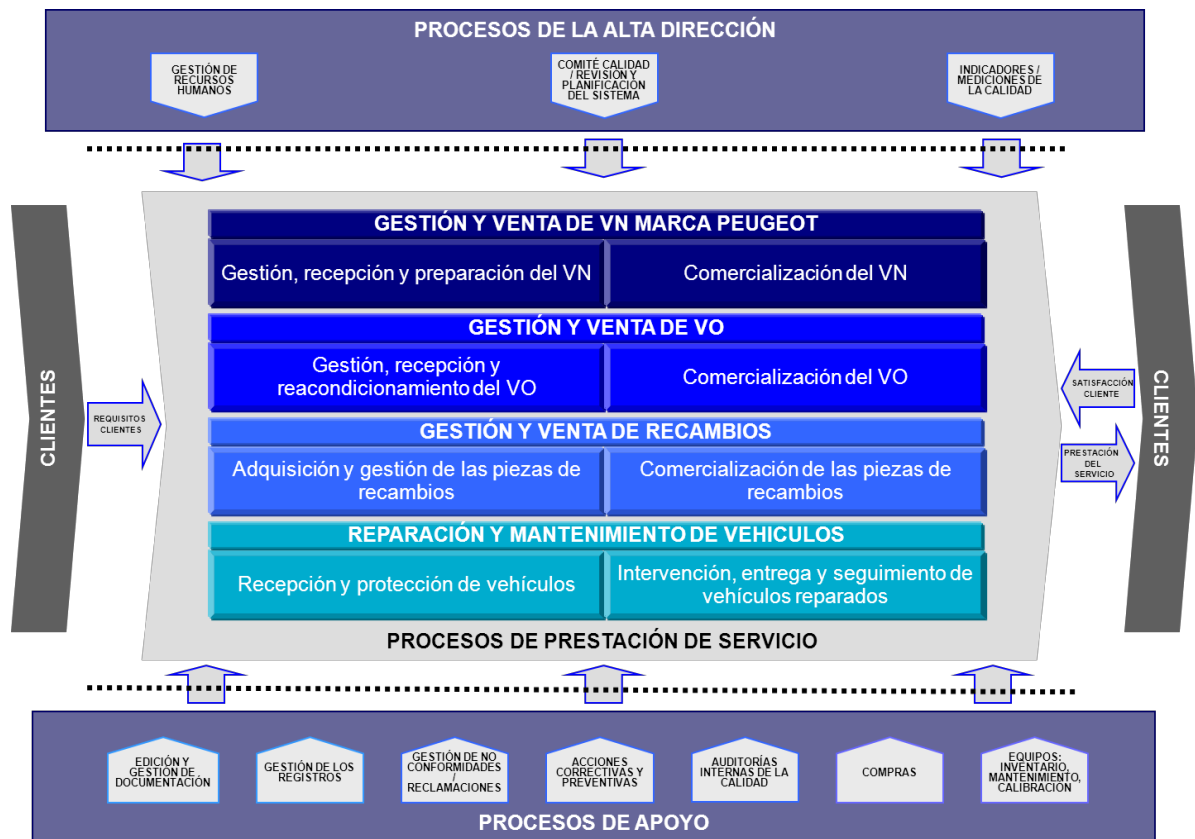 PROCESOS DE LA ALTA DIRECCIÓN
GESTIÓN DE
RECURSOS
HUMANOS
COMITÉ CALIDAD
/ REVISIÓN Y
PLANIFICACIÓN
DEL SISTEMA
INDICADORES /
MEDICIONES DE
LA CALIDAD
CLIENTES
REQUISITOS
CLIENTES
GESTIÓN Y VENTA DE VN MARCA PEUGEOT
Gestión, recepción y preparación del VN
Comercialización del VN
GESTIÓN Y VENTA DE VO
Gestión, recepción y
reacondicionamiento del VO
Comercialización del VO
GESTIÓN Y VENTA DE RECAMBIOS
Adquisición y gestión de las piezas de
recambios
Comercialización de las piezas de
recambios
REPARACIÓN Y MANTENIMIENTO DE VEHICULOS
Recepción y protección de vehículos
Intervención, entrega y seguimiento de
vehículos reparados
PROCESOS DE PRESTACIÓN DE SERVICIO
SATISFACCIÓN
CLIENTE
PRESTACIÓN
DEL
SERVICIO
CLIENTES
EDICIÓN Y
GESTIÓN DE
DOCUMENTACIÓN
GESTIÓN DE LOS
REGISTROS
GESTIÓN DE NO
CONFORMIDADES
/
RECLAMACIONES
ACCIONES
CORRECTIVAS Y
PREVENTIVAS
AUDITORÍAS
INTERNAS DE LA
CALIDAD
COMPRAS
EQUIPOS:
INVENTARIO,
MANTENIMIENTO,
CALIBRACIÓN
PROCESOS DE APOYO